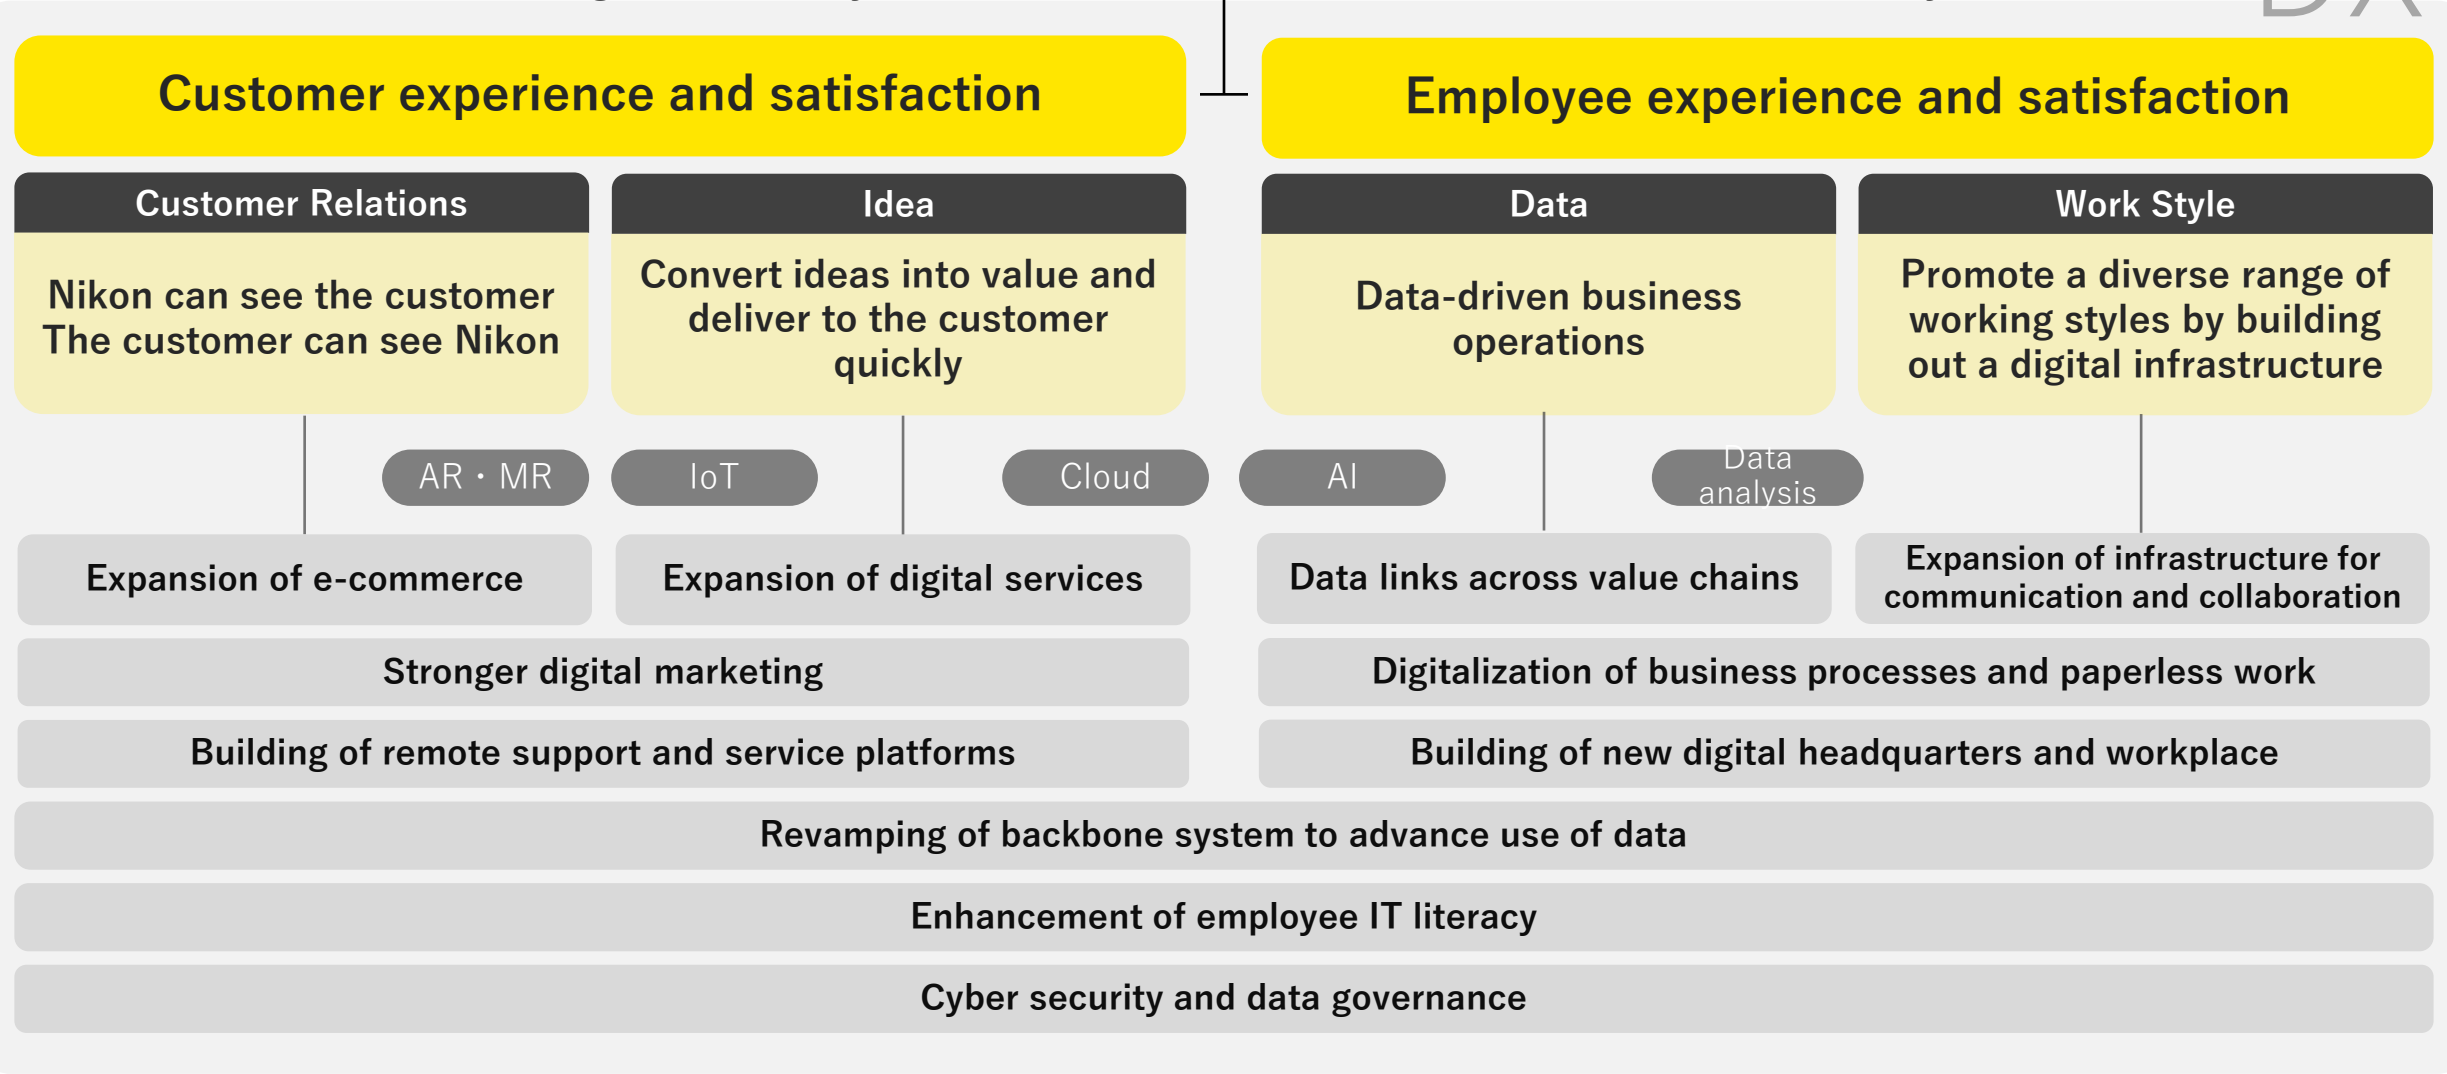 DX
Customer experience and satisfaction
Employee experience and satisfaction
Customer Relations
Nikon can see the customer
The customer can see Nikon
Idea
Convert ideas into value and
deliver to the customer
quickly
Data
Data-driven business
operations
Work Style
Promote a diverse range of
working styles by building
out a digital infrastructure
AR・MR
IoT
Cloud
AI
Data
analysis
Expansion of e-commerce
Expansion of digital services
Data links across value chains
Expansion of infrastructure for
communication and collaboration
Stronger digital marketing
Digitalization of business processes and paperless work
Building of remote support and service platforms
Building of new digital headquarters and workplace
Revamping of backbone system to advance use of data
Enhancement of employee IT literacy
Cyber security and data governance